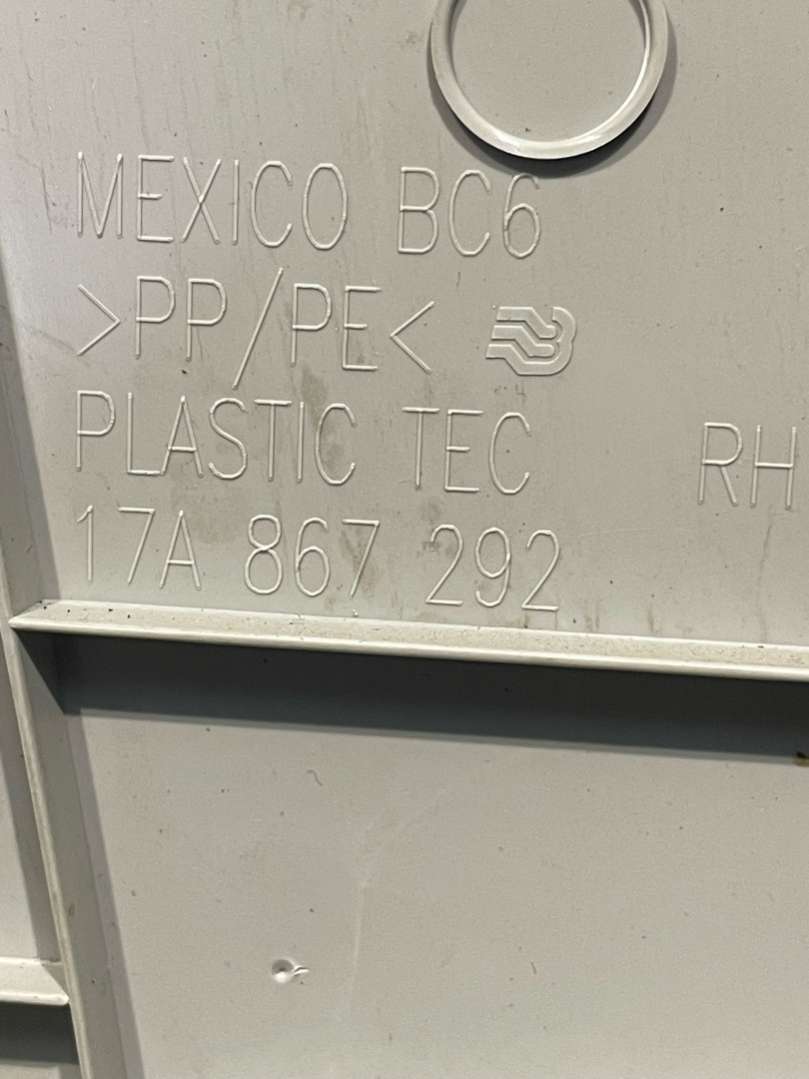 MEXICO BC6
>PP/PE<
PLASTIC TEC RH
17A 867 292